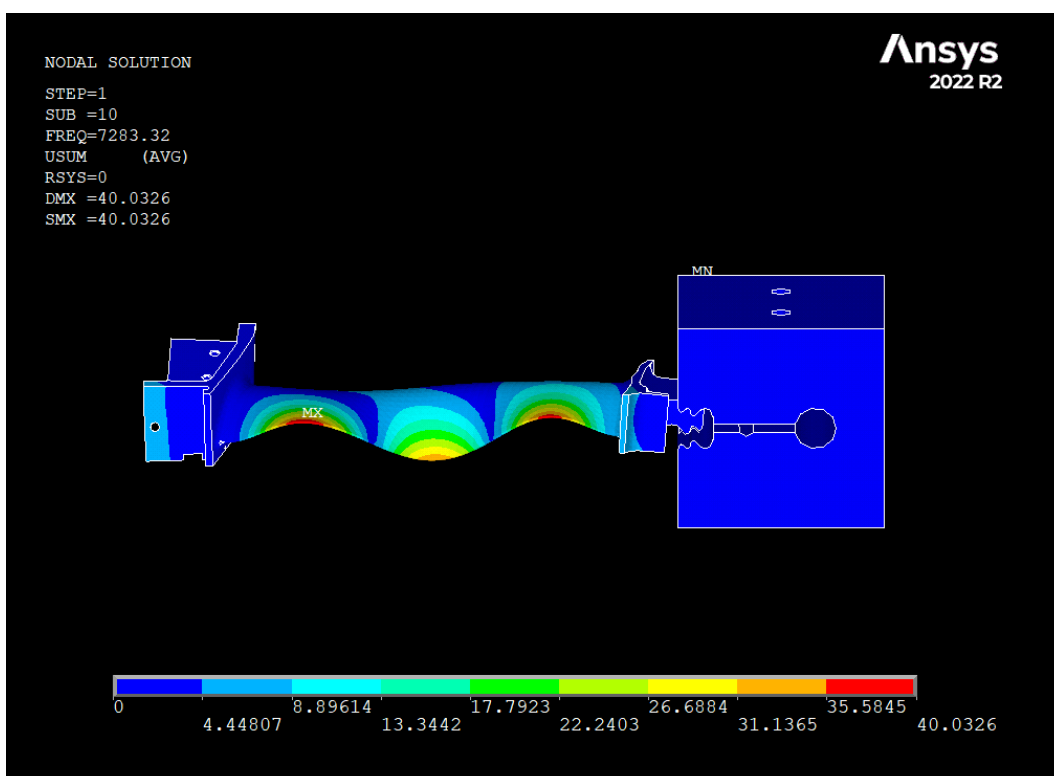 NODAL SOLUTION
STEP=1
SUB =10
FREQ=7283.32
USUM (AVG)
RSYS=0
DMX =40.0326
SMX =40.0326
Ansys
2022 R2
MN
MX
0
4.44807
8.89614
13.3442
17.7923
22.2403
26.6884
31.1365
35.5845
40.0326